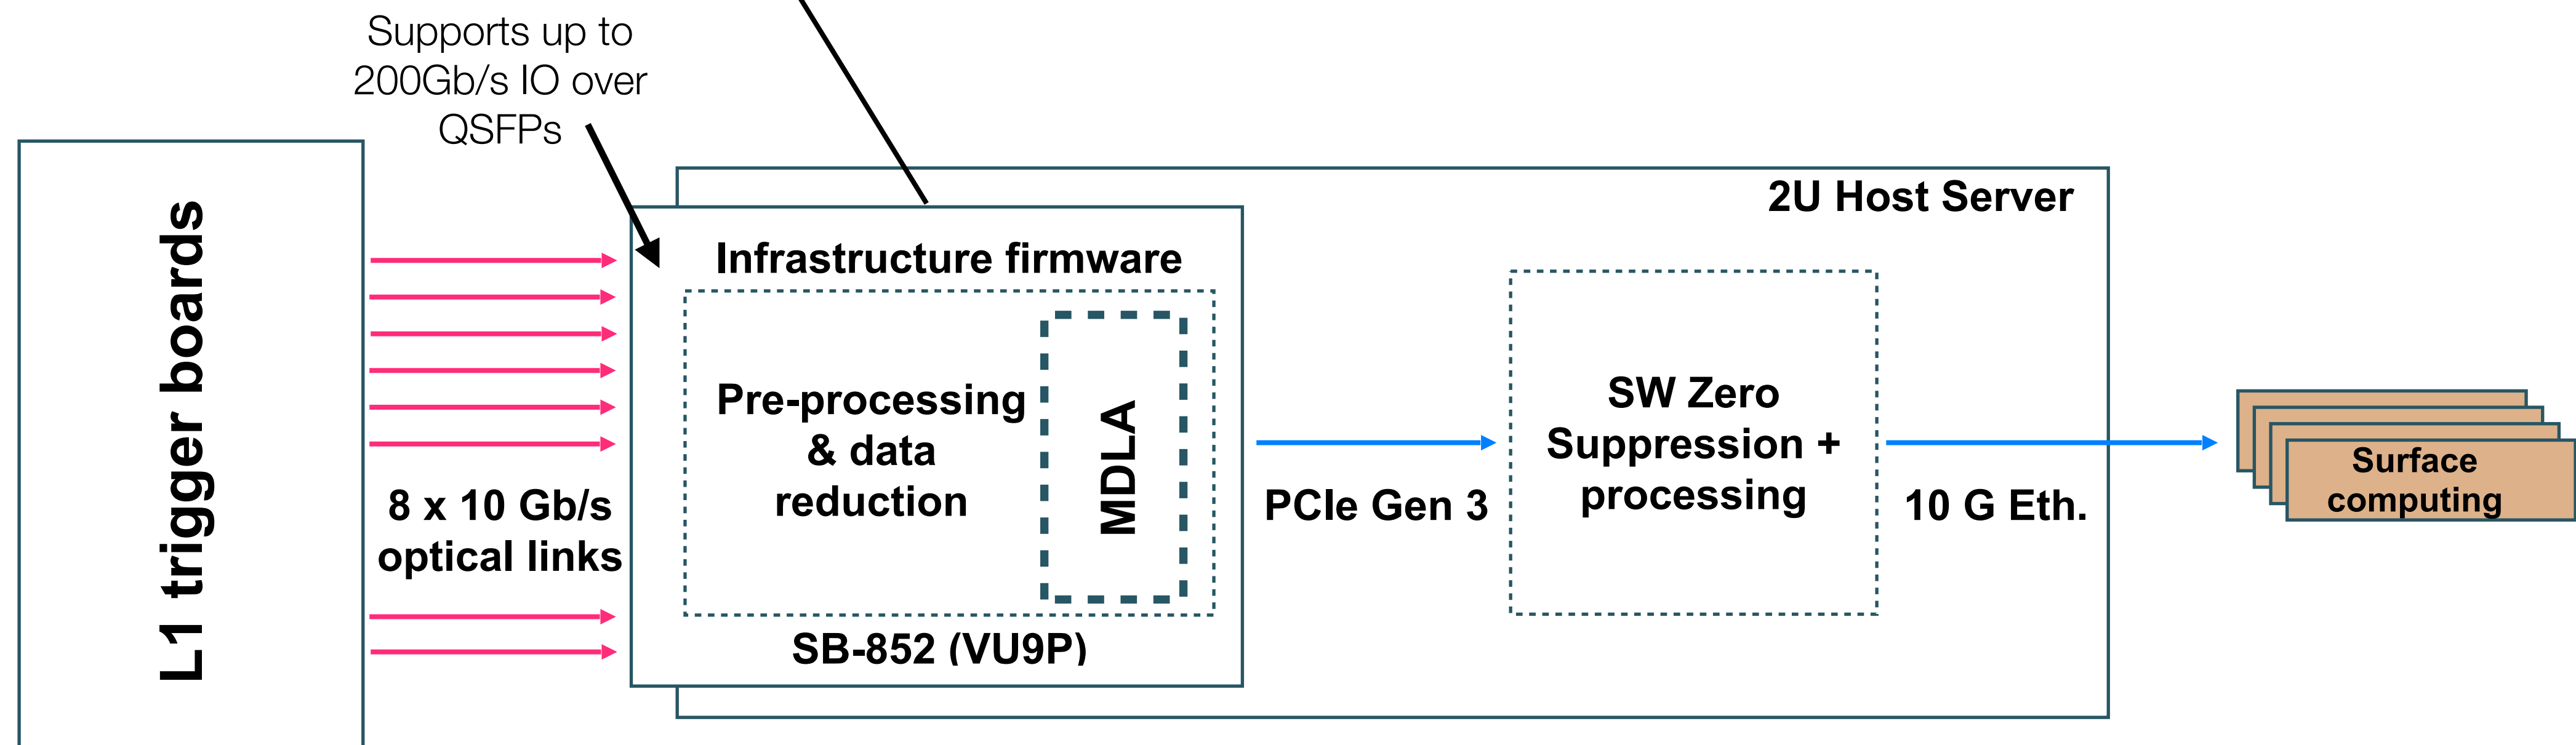 Supports up to
200Gb/s IO over
QSFPs
L1 trigger boards
8 x 10 Gb/s
optical links
2U Host Server
Infrastructure firmware
Pre-processing
& data
reduction
MDLA
SB-852 (VU9P)
PCIe Gen 3
SW Zero
Suppression +
processing
10 G Eth.
Surface
computing